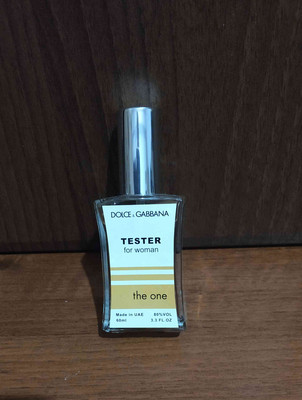 DOLCE & GABBANA
TESTER
for woman
the one
Made in UAE 80%VOL
60ml 3.3 FL.OZ